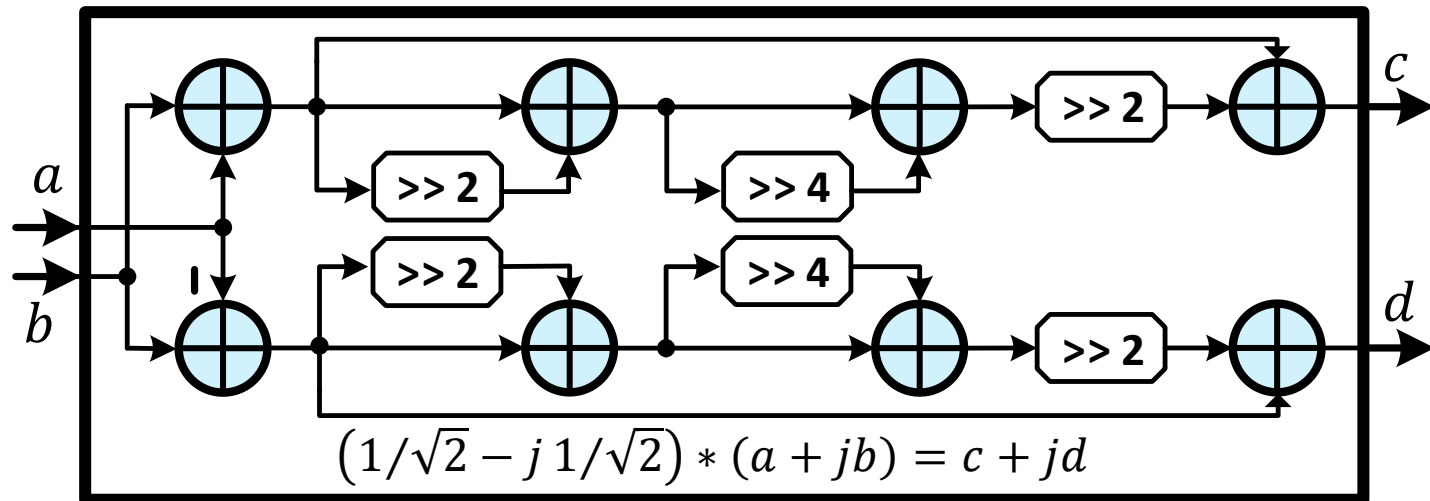 c
>> 2
a
>> 2
>> 4
>> 2
>> 4
b
d
>> 2
(1/√2 − j 1/√2) ∗ (a + jb) = c + jd